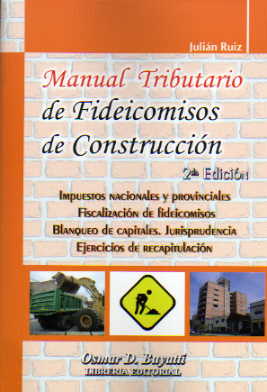 Julián Ruiz
Manual Tributario
de Fideicomisos
de Construcción
2da Edición
Impuestos nacionales y provinciales
Fiscalización de fideicomisos
Blanqueo de capitales. Jurisprudencia
Ejercicios de recapitulación
Osmar D. Buyatti
LIBRERIA EDITORIAL